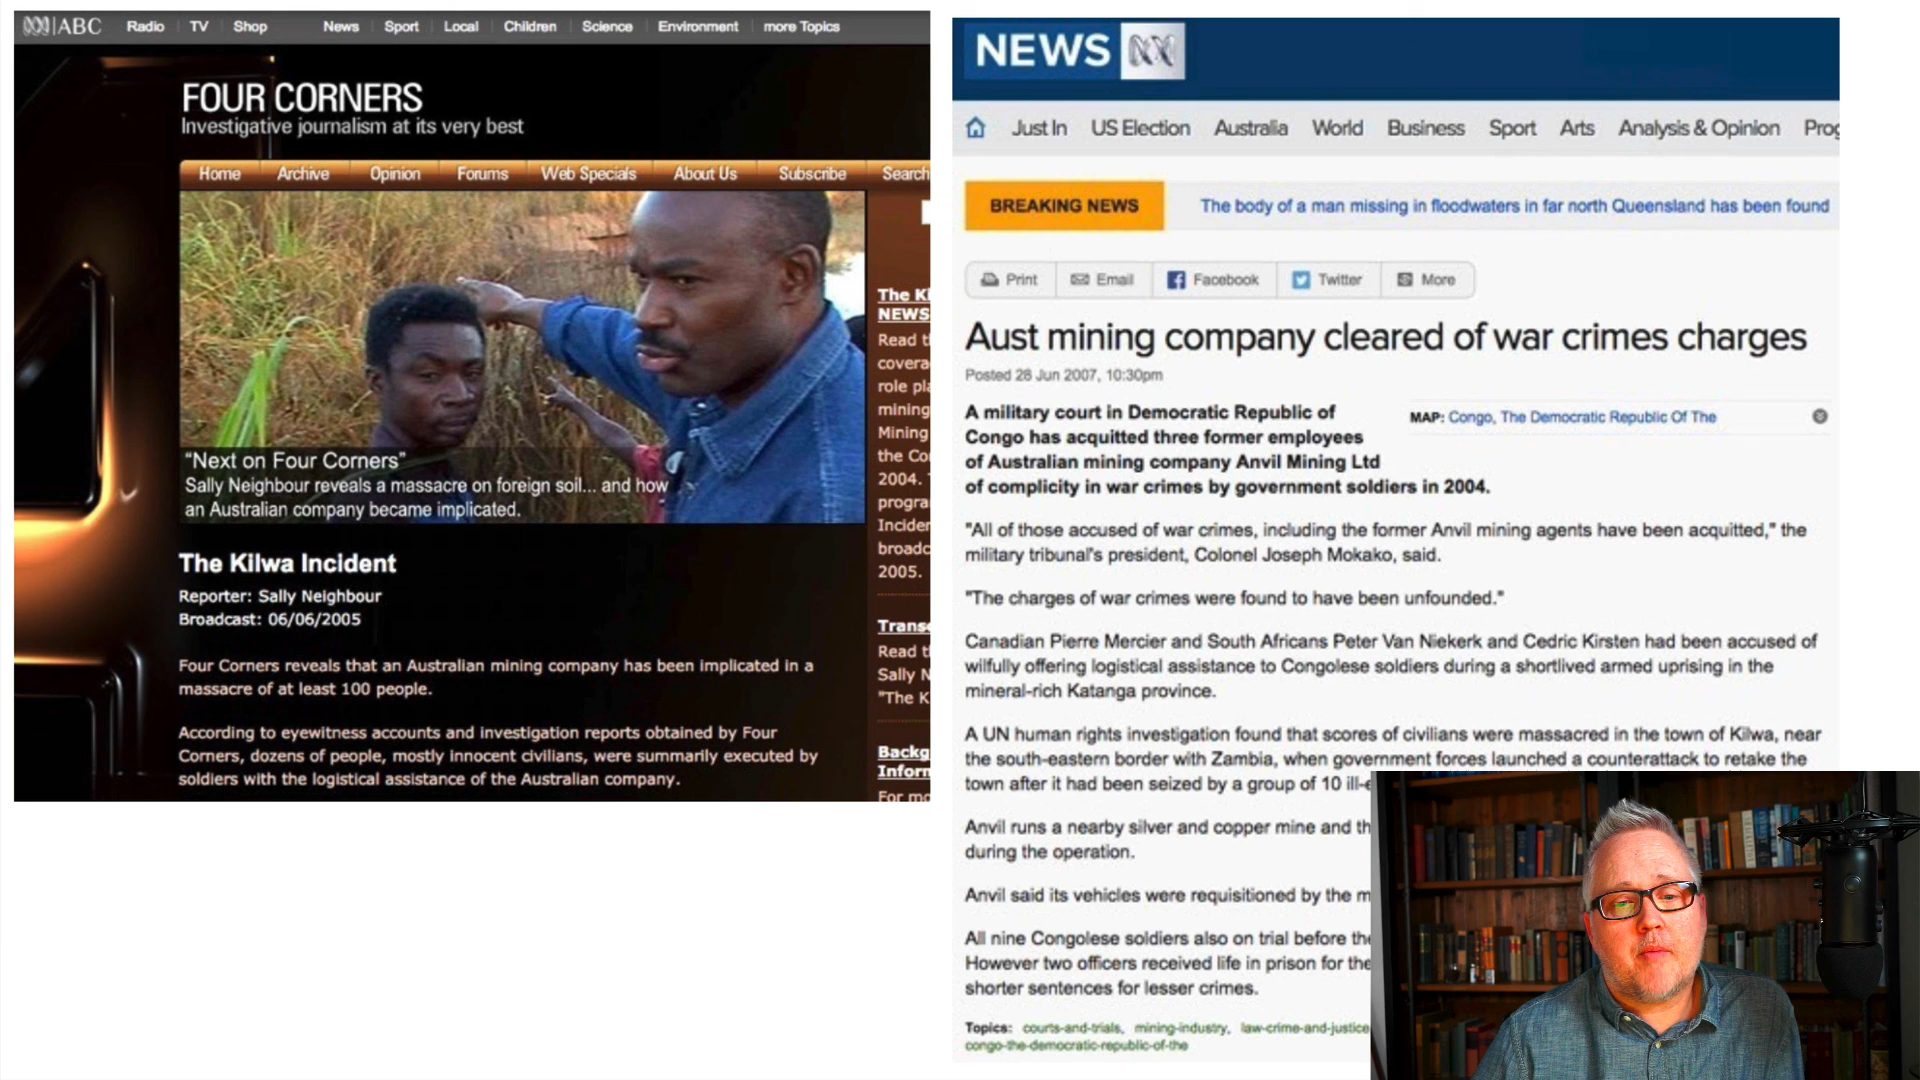 ABC Radio TV Shop News Sport Local Children Science Environment more Topics
FOUR CORNERS
Investigative journalism at its very best
Home Archive Opinion Forums Web Specials About Us Subscribe Search
"Next on Four Corners"
Sally Neighbour reveals a massacre on foreign soil... and how
an Australian company became implicated.
The Kilwa Incident
Reporter: Sally Neighbour
Broadcast: 06/06/2005
Four Corners reveals that an Australian mining company has been implicated in a
massacre of at least 100 people.
According to eyewitness accounts and investigation reports obtained by Four
Corners, dozens of people, mostly innocent civilians, were summarily executed by
soldiers with the logistical assistance of the Australian company.
The Ki
NEWS
Read t
covera
role pl
mining
Mining
the Co
2004.
progra
Incider
broadc
2005.
Trans
Read t
Sally N
"The K
Backg
Inforn
For mo
NEWS
Just In US Election Australia World Business Sport Arts Analysis & Opinion Prog
BREAKING NEWS The body of a man missing in floodwaters in far north Queensland has been found
Print Email Facebook Twitter More
Aust mining company cleared of war crimes charges
Posted 28 Jun 2007, 10:30pm
A military court in Democratic Republic of
Congo has acquitted three former employees
of Australian mining company Anvil Mining Ltd
of complicity in war crimes by government soldiers in 2004.
MAP: Congo, The Democratic Republic Of The
"All of those accused of war crimes, including the former Anvil mining agents have been acquitted," the
military tribunal's president, Colonel Joseph Mokako, said.
"The charges of war crimes were found to have been unfounded."
Canadian Pierre Mercier and South Africans Peter Van Niekerk and Cedric Kirsten had been accused of
wilfully offering logistical assistance to Congolese soldiers during a shortlived armed uprising in the
mineral-rich Katanga province.
A UN human rights investigation found that scores of civilians were massacred in the town of Kilwa, near
the south-eastern border with Zambia, when government forces launched a counterattack to retake the
town after it had been seized by a group of 10 ill-e
Anvil runs a nearby silver and copper mine and th
during the operation.
Anvil said its vehicles were requisitioned by the m
All nine Congolese soldiers also on trial before the
However two officers received life in prison for the
shorter sentences for lesser crimes.
Topics: courts-and-trials, mining-industry, law-crime-and-justice
congo-the-democratic-republic-of-the